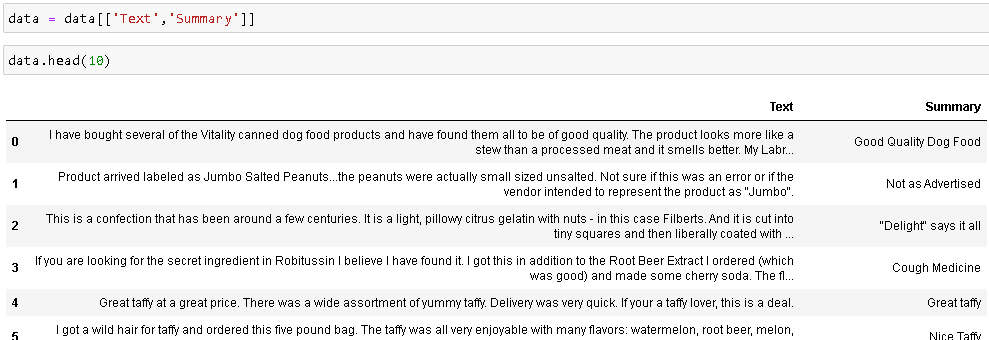 data = data[['Text','Summary']]
data.head(10)
Text Summary
0 I have bought several of the Vitality canned dog food products and have found them all to be of good quality. The product looks more like a Good Quality Dog Food
stew than a processed meat and it smells better. My Labr...
1 Product arrived labeled as Jumbo Salted Peanuts...the peanuts were actually small sized unsalted. Not sure if this was an error or if the Not as Advertised
vendor intended to represent the product as "Jumbo".
2 This is a confection that has been around a few centuries. It is a light, pillowy citrus gelatin with nuts - in this case Filberts. And it is cut into "Delight" says it all
tiny squares and then liberally coated with ...
3 If you are looking for the secret ingredient in Robitussin I believe I have found it. I got this in addition to the Root Beer Extract I ordered (which Cough Medicine
was good) and made some cherry soda. The fl...
4 Great taffy at a great price. There was a wide assortment of yummy taffy. Delivery was very quick. If your a taffy lover, this is a deal. Great taffy
5 I got a wild hair for taffy and ordered this five pound bag. The taffy was all very enjoyable with many flavors: watermelon, root beer, melon, Nice Taffy